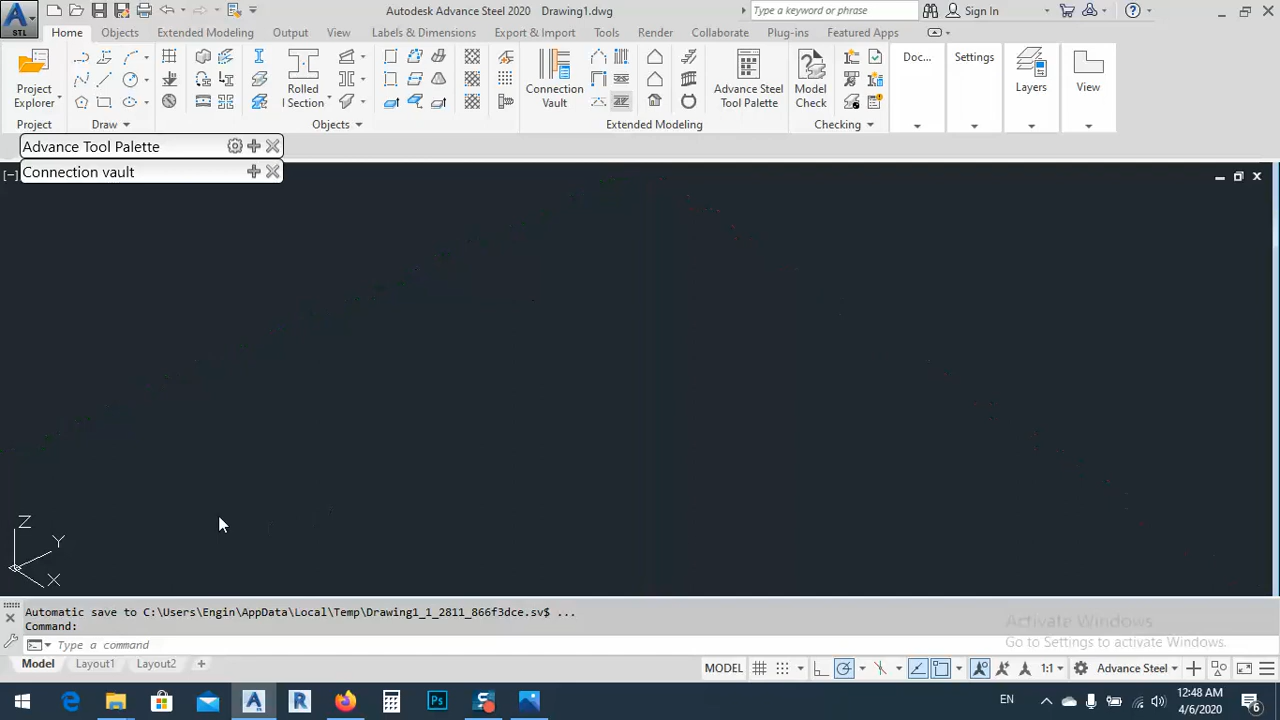 Autodesk Advance Steel 2020 Drawing1.dwg
Type a keyword or phrase
Sign In
STL
Home
Objects
Extended Modeling
Output
View
Labels & Dimensions
Export & Import
Tools
Render
Collaborate
Plug-ins
Featured Apps
Project
Explorer
Rolled
I Section
Connection
Vault
Advance Steel
Tool Palette
Model
Check
Doc...
Settings
Layers
View
Project
Draw
Objects
Extended Modeling
Checking
Advance Tool Palette
Connection vault
[–]
Z
Y
X
Automatic save to C:\Users\Engin\AppData\Local\Temp\Drawing1_1_2811_866f3dce.sv$ ...
Command:
Activate Windows
Go to Settings to activate Windows.
Type a command
Model
Layout1
Layout2
MODEL
1:1
Advance Steel
EN
12:48 AM
4/6/2020
6